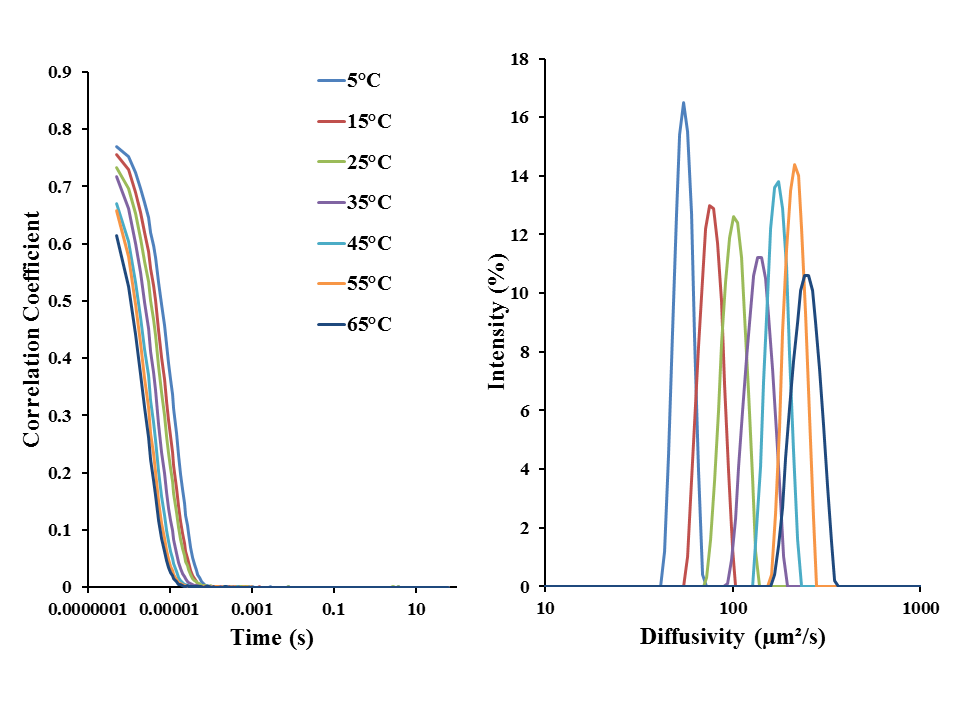 0.9
0.8
0.7
0.6
0.5
0.4
0.3
0.2
0.1
0
Correlation Coefficient
0.0000001 0.00001 0.001 0.1 10
Time (s)
5°C
15°C
25°C
35°C
45°C
55°C
65°C
18
16
14
12
10
8
6
4
2
0
Intensity (%)
10 100 1000
Diffusivity (µm²/s)